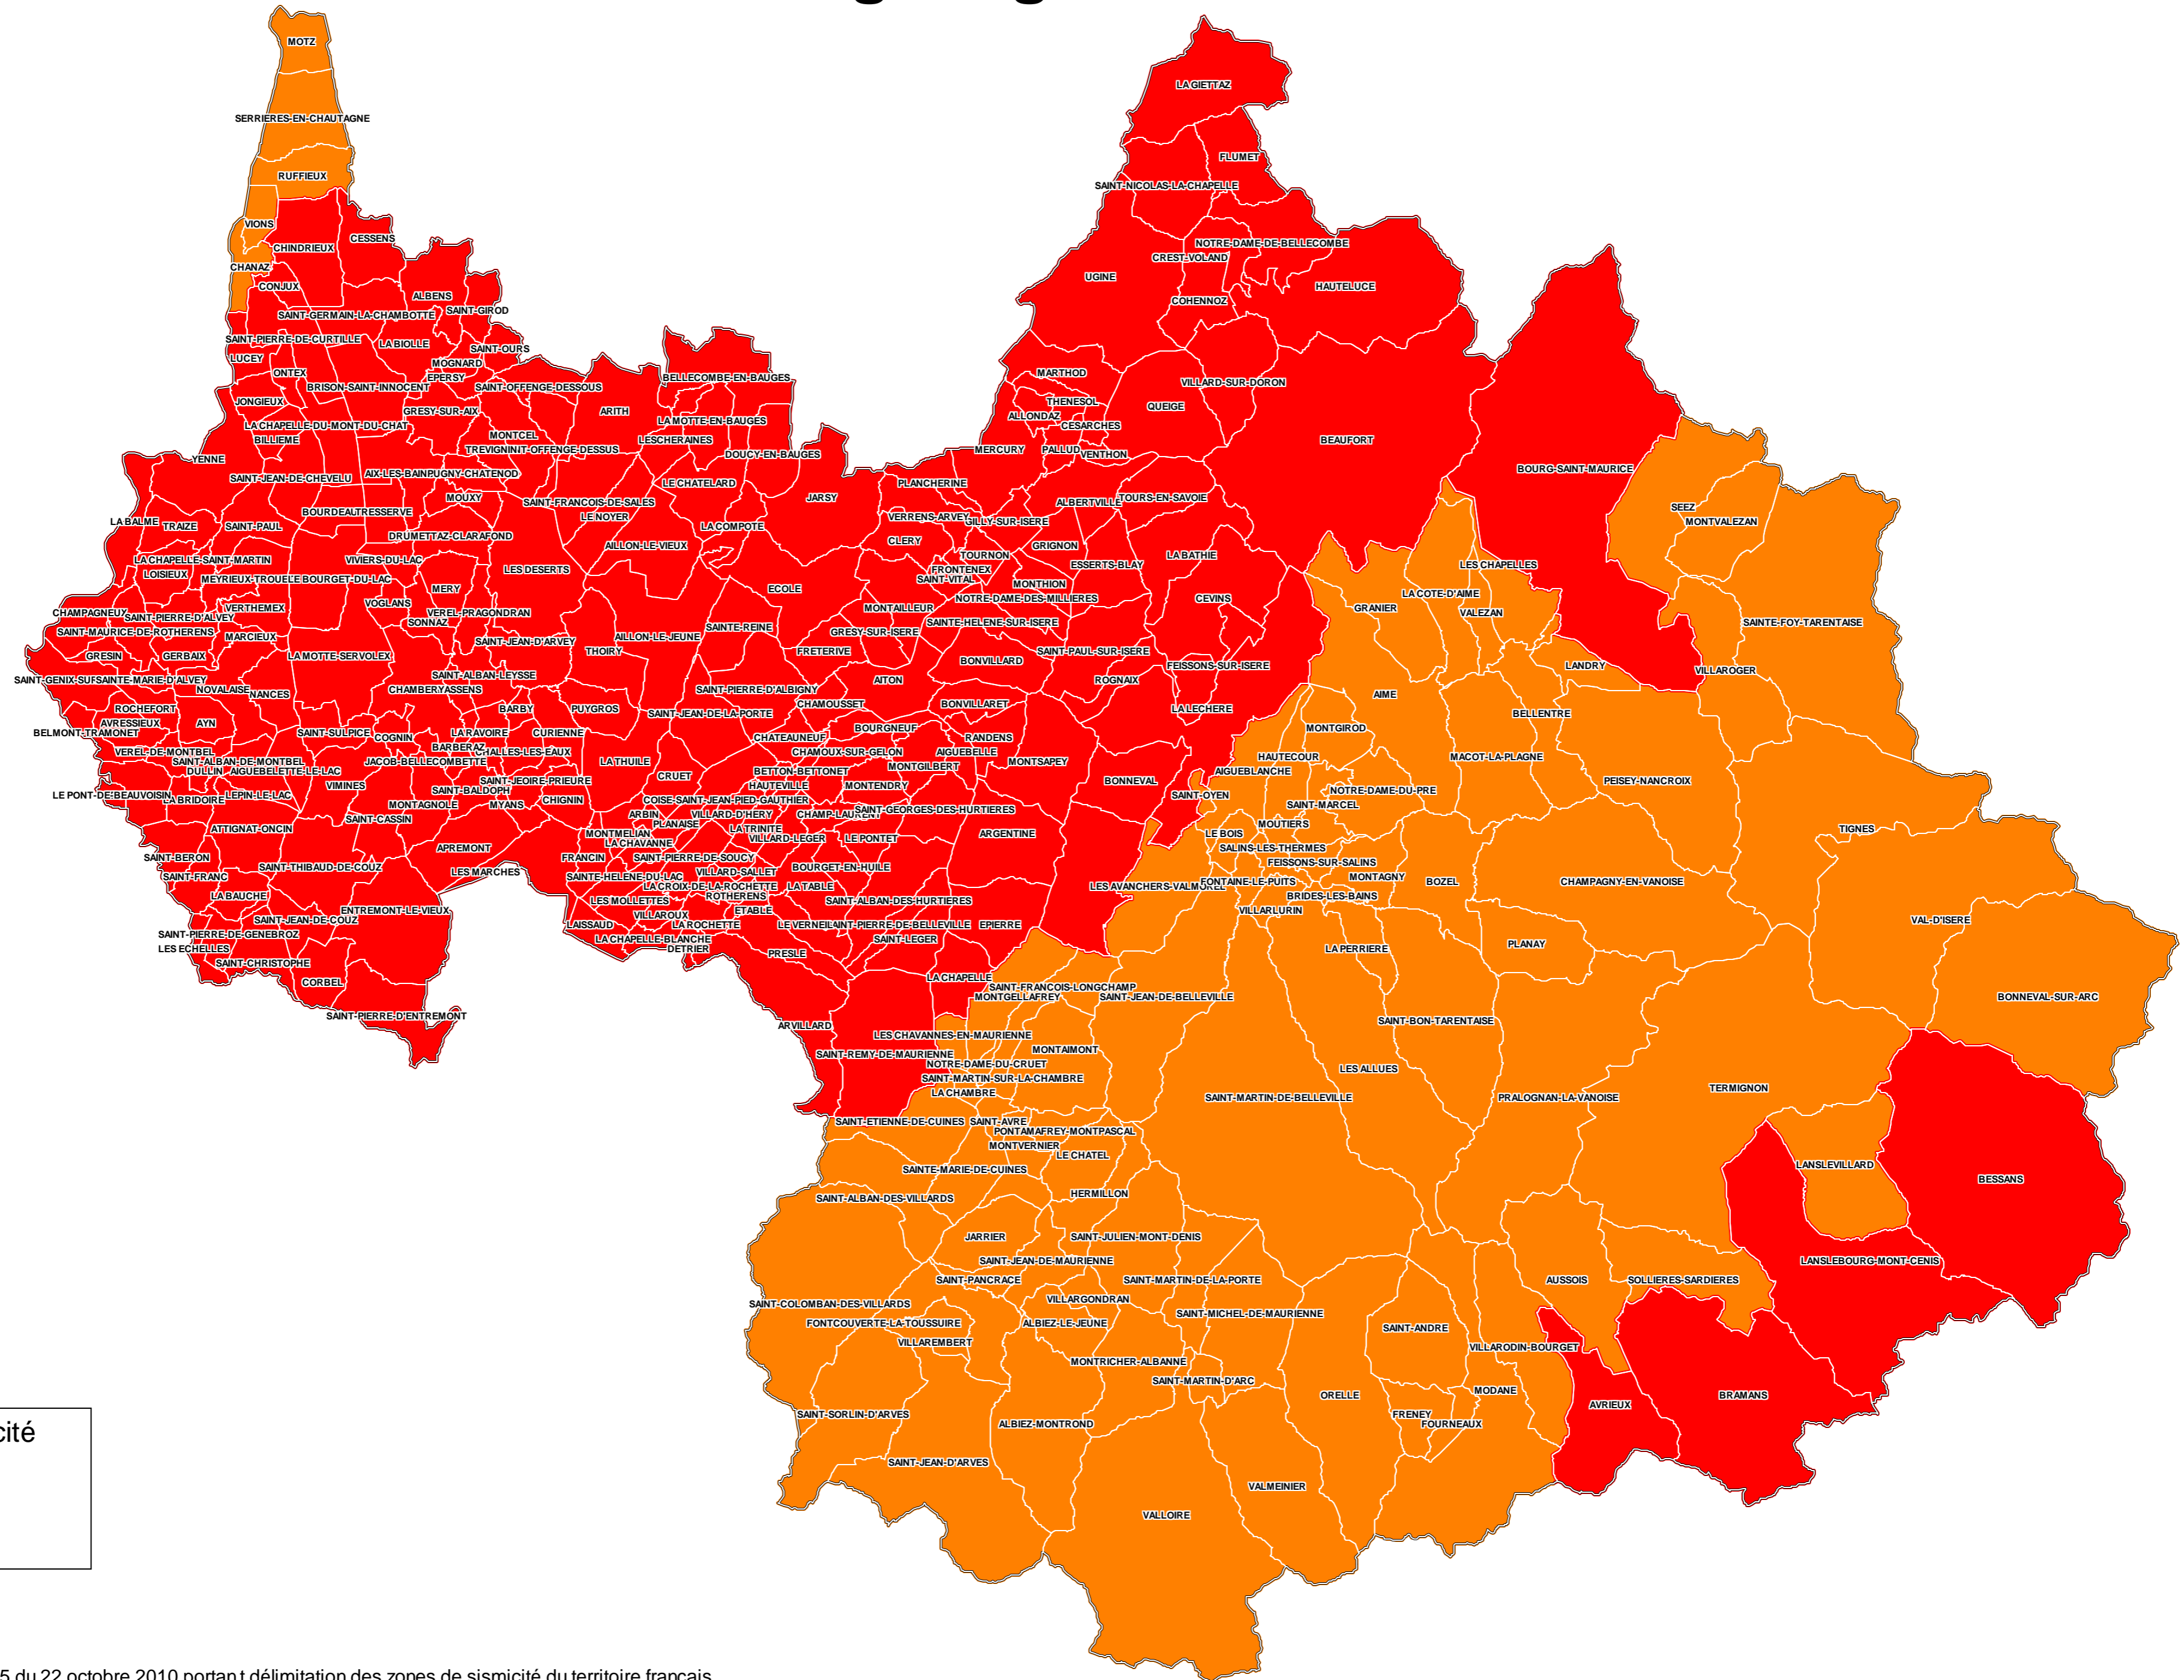 MOTZ
SERRIERES-EN-CHAUTAGNE
RUFFIEUX
VIONS
CHINDRIEUX
CESSENS
CHANAZ
CONJUX
ALBENS
SAINT-GIROD
SAINT-GERMAIN-LA-CHAMBOTTE
SAINT-PIERRE-DE-CURTILLE
LA BIOLLE
SAINT-OURS
LUCEY
MOGNARD
ONTEX
EPERSY
BRISON-SAINT-INNOCENT
SAINT-OFFENGE-DESSOUS
JONGIEUX
GRESY-SUR-AIX
ARITH
LA CHAPELLE-DU-MONT-DU-CHAT
BILLIEME
MONTCEL
TREVIGNIN
T-OFFENGE-DESSUS
YENNE
SAINT-JEAN-DE-CHEVELU
AIX-LES-BAIN
PUGNY-CHATENOD
MOUXY
BOURDEAU
TRESSERVE
LA BALME
TRAIZE
SAINT-PAUL
DRUMETTAZ-CLARAFOND
BELLECOMBE-EN-BAUGES
LA MOTTE-EN-BAUGES
LESCHERAINES
DOUCY-EN-BAUGES
LE CHATELARD
JARSY
SAINT-FRANCOIS-DE-SALES
LE NOYER
LA COMPOTE
AILLON-LE-VIEUX
LA CHAPELLE-SAINT-MARTIN
VIVIERS-DU-LAC
LOISIEUX
MEYRIEUX-TROUE
LE BOURGET-DU-LAC
LES DESERTS
MERY
ECOLE
CHAMPAGNEUX
SAINT-PIERRE-D'ALVEY
VERTHEMEX
VOGLANS
VEREL-PRAGONDRAN
SONNAZ
SAINT-MAURICE-DE-ROTHERENS
MARCIEUX
SAINT-JEAN-D'ARVEY
AILLON-LE-JEUNE
SAINTE-REINE
THOIRY
GRESIN
GERBAIX
LA MOTTE-SERVOLEX
SAINT-GENIX-SUR
SAINTE-MARIE-D'ALVEY
NOVALAISE
NANCES
SAINT-ALBAN-LEYSSE
CHAMBERY
ASSENS
SAINT-PIERRE-D'ALBIGNY
ROCHEFORT
BARBY
PUYGROS
SAINT-JEAN-DE-LA-PORTE
AVRESSIEUX
AYN
BELMONT-TRAMONET
SAINT-SULPICE
COGNIN
LA RAVOIRE
CURIENNE
BARBERAZ
CHALLES-LES-EAUX
VEREL-DE-MONTBEL
SAINT-ALBAN-DE-MONTBEL
JACOB-BELLECOMBETTE
LA THUILE
DULLIN
AIGUEBELETTE-LE-LAC
CRUET
SAINT-JEOIRE-PRIEURE
LE PONT-DE-BEAUVOISIN
LA BRIDOIRE
LEPIN-LE-LAC
VIMINES
SAINT-BALDOPH
MONTAGNOLE
MYANS
CHIGNIN
SAINT-CASSIN
ATTIGNAT-ONCIN
APREMONT
SAINT-BERON
SAINT-THIBAUD-DE-COUZ
LES MARCHES
SAINT-FRANC
LA BAUCHE
ENTREMONT-LE-VIEUX
SAINT-JEAN-DE-COUZ
SAINT-PIERRE-DE-GENEBROZ
LES ECHELLES
SAINT-CHRISTOPHE
CORBEL
SAINT-PIERRE-D'ENTREMONT
LA GIETTAZ
FLUMET
SAINT-NICOLAS-LA-CHAPELLE
NOTRE-DAME-DE-BELLECOMBE
CREST-VOLAND
UGINE
HAUTELUCE
COHENNOZ
MARTHOD
VILLARD-SUR-DORON
THENESOL
QUEIGE
ALLONDAZ
CESARCHES
BEAUFORT
MERCURY
PALLUD
VENTHON
BOURG-SAINT-MAURICE
PLANCHERINE
ALBERTVILLE
TOURS-EN-SAVOIE
VERRENS-ARVEY
GILLY-SUR-ISERE
CLERY
GRIGNON
TOURNON
LA BATHIE
FRONTENEX
ESSERTS-BLAY
SAINT-VITAL
MONTHION
NOTRE-DAME-DES-MILLIERES
CEVINS
MONTAILLEUR
SAINTE-HELENE-SUR-ISERE
GRESY-SUR-ISERE
FRETERIVE
SAINT-PAUL-SUR-ISERE
BONVILLARD
FEISSONS-SUR-ISERE
AITON
ROGNAIX
CHAMOUSSET
BONVILLARET
LA LECHERE
BOURGNEUF
CHATEAUNEUF
RANDENS
CHAMOUX-SUR-GELON
AIGUEBELLE
MONTSAPEY
BETTON-BETTONET
MONTGILBERT
BONNEVAL
HAUTEVILLE
MONTENDRY
COISE-SAINT-JEAN-PIED-GAUTHIER
SAINT-GEORGES-DES-HURTIERES
ARBIN
VILLARD-D'HERY
CHAMP-LAURENT
PLANAISE
LA TRINITE
MONTMELIAN
VILLARD-LEGER
LE PONTET
ARGENTINE
LA CHAVANNE
FRANCIN
SAINT-PIERRE-DE-SOUCY
BOURGET-EN-HUILE
SAINTE-HELENE-DU-LAC
VILLARD-SALLET
LA CROIX-DE-LA-ROCHETTE
LA TABLE
ROTHERENS
LES MOLLETTES
SAINT-ALBAN-DES-HURTIERES
VILLAROUX
ETABLE
LAISSAUD
LA ROCHETTE
LE VERNEIL
AINT-PIERRE-DE-BELLEVILLE
EPIERRE
LA CHAPELLE-BLANCHE
SAINT-LEGER
DETRIER
PRESLE
LA CHAPELLE
ARVILLARD
SAINT-REMY-DE-MAURIENNE
SEEZ
MONTVALEZAN
LES CHAPELLES
LA COTE-D'AIME
GRANIER
VALEZAN
SAINTE-FOY-TARENTAISE
LANDRY
VILLAROGER
AIME
BELLENTRE
MONTGIROD
HAUTECOUR
MACOT-LA-PLAGNE
AIGUEBLANCHE
PEISEY-NANCROIX
SAINT-OYEN
NOTRE-DAME-DU-PRE
SAINT-MARCEL
MOUTIERS
TIGNES
LE BOIS
SALINS-LES-THERMES
FEISSONS-SUR-SALINS
LES AVANCHERS-VALMOREL
FONTAINE-LE-PUITS
MONTAGNY
BOZEL
CHAMPAGNY-EN-VANOISE
BRIDES-LES-BAINS
VILLARLURIN
VAL-D'ISERE
LA PERRIERE
PLANAY
SAINT-FRANCOIS-LONGCHAMP
MONTGELLAFREY
SAINT-JEAN-DE-BELLEVILLE
BONNEVAL-SUR-ARC
SAINT-BON-TARENTAISE
LES CHAVANNES-EN-MAURIENNE
MONTAIMONT
NOTRE-DAME-DU-CRUET
SAINT-MARTIN-SUR-LA-CHAMBRE
LES ALLUES
LA CHAMBRE
SAINT-MARTIN-DE-BELLEVILLE
PRALOGNAN-LA-VANOISE
TERMIGNON
SAINT-ETIENNE-DE-CUINES
SAINT-AVRE
PONTAMAFREY-MONTPASCAL
MONTVERNIER
LE CHATEL
SAINTE-MARIE-DE-CUINES
LANSLEVILLARD
BESSANS
SAINT-ALBAN-DES-VILLARDS
HERMILLON
JARRIER
SAINT-JULIEN-MONT-DENIS
SAINT-JEAN-DE-MAURIENNE
LANSLEBOURG-MONT-CENIS
SAINT-PANCRACE
SAINT-MARTIN-DE-LA-PORTE
AUSSOIS
SOLLIERES-SARDIERES
SAINT-COLOMBAN-DES-VILLARDS
VILLARGONDRAN
SAINT-MICHEL-DE-MAURIENNE
FONTCOUVERTE-LA-TOUSSUIRE
ALBIEZ-LE-JEUNE
SAINT-ANDRE
VILLAREMBERT
VILLARODIN-BOURGET
MONTRICHER-ALBANNE
SAINT-MARTIN-D'ARC
ORELLE
MODANE
BRAMANS
AVRIEUX
SAINT-SORLIN-D'ARVES
ALBIEZ-MONTROND
FRENEY
FOURNEAUX
SAINT-JEAN-D'ARVES
VALMEINIER
VALLOIRE
cité
5 du 22 octobre 2010 portan t délimitation des zones de sismicité du territoire français